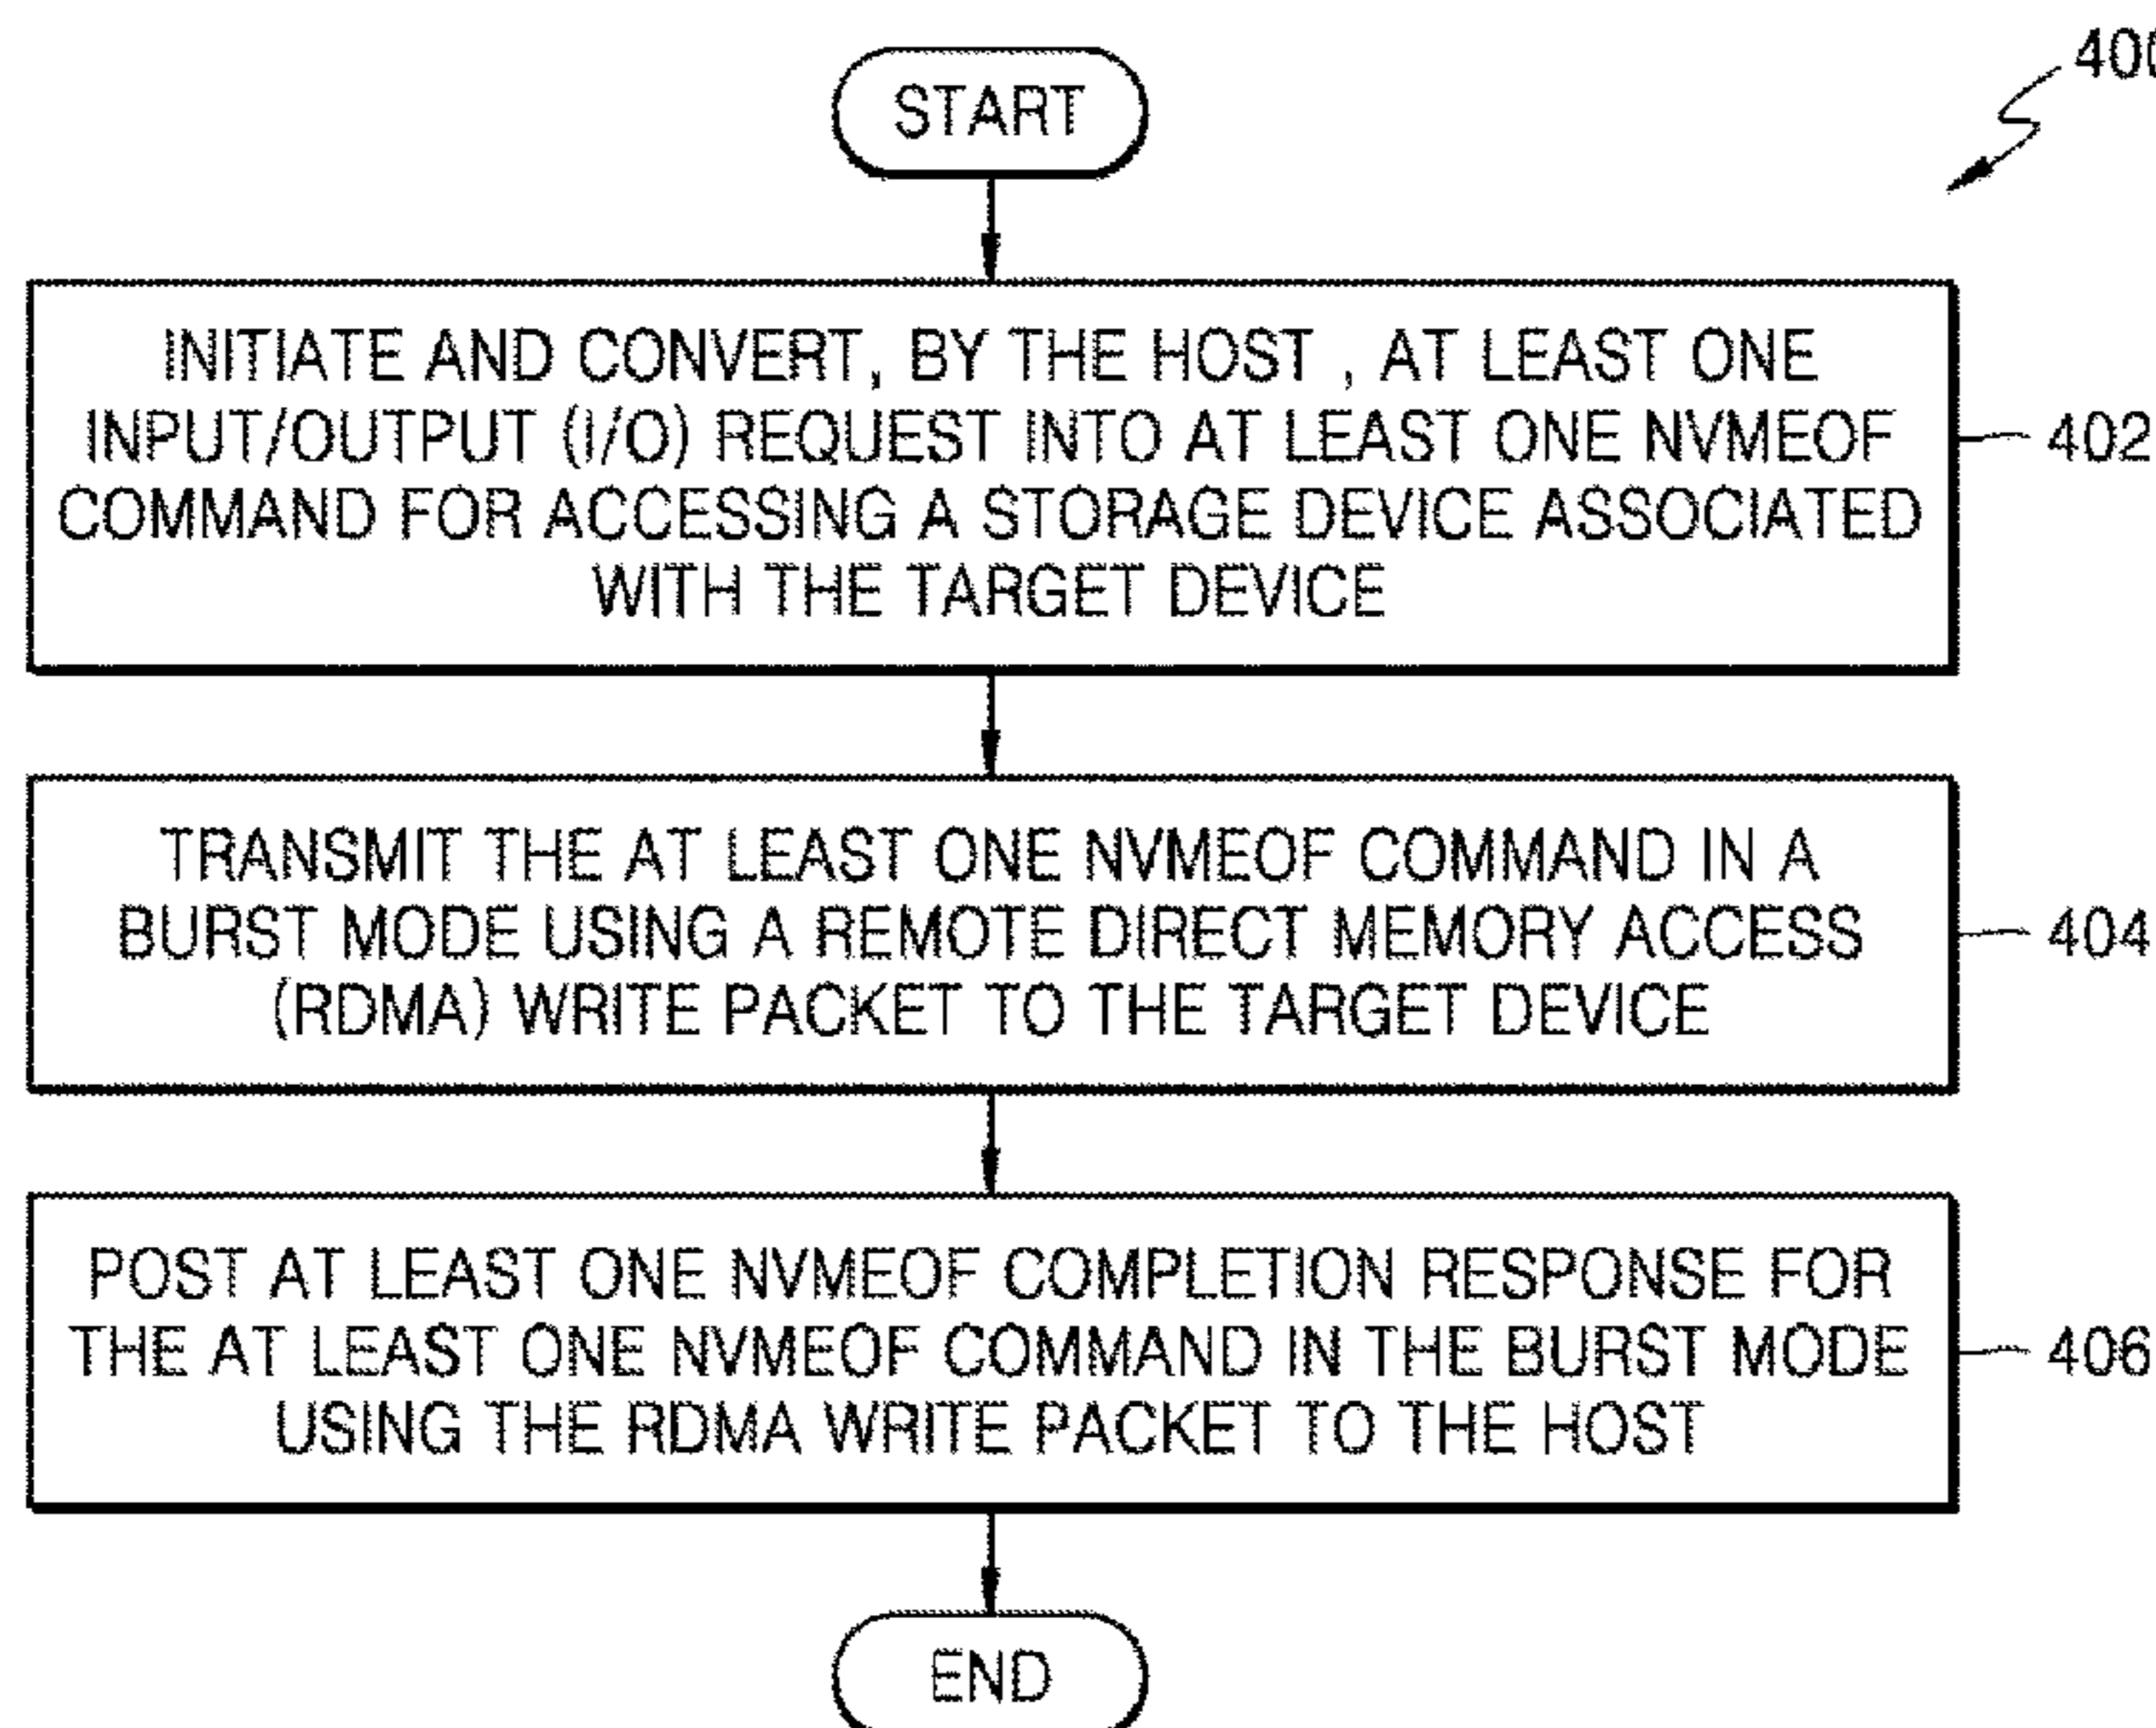 400
START
INITIATE AND CONVERT, BY THE HOST , AT LEAST ONE
INPUT/OUTPUT (I/O) REQUEST INTO AT LEAST ONE NVMEOF
COMMAND FOR ACCESSING A STORAGE DEVICE ASSOCIATED
WITH THE TARGET DEVICE
402
TRANSMIT THE AT LEAST ONE NVMEOF COMMAND IN A
BURST MODE USING A REMOTE DIRECT MEMORY ACCESS
(RDMA) WRITE PACKET TO THE TARGET DEVICE
404
POST AT LEAST ONE NVMEOF COMPLETION RESPONSE FOR
THE AT LEAST ONE NVMEOF COMMAND IN THE BURST MODE
USING THE RDMA WRITE PACKET TO THE HOST
406
END